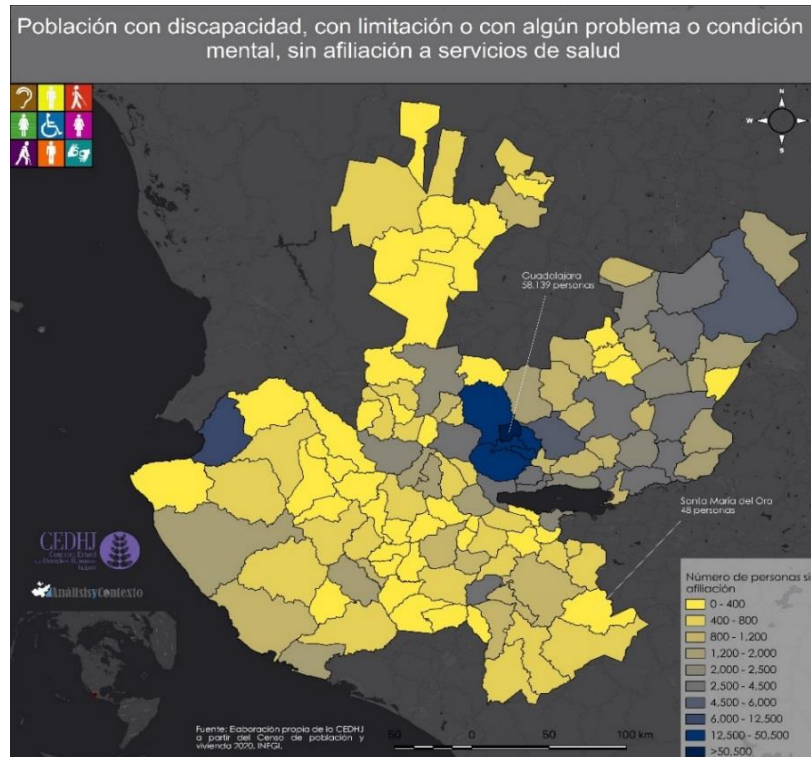 Población con discapacidad, con limitación o con algún problema o condición
mental, sin afiliación a servicios de salud
N
W
S
Guadalajara
58,139 personas
Santa María del Oro
48 personas
CEDHJ
AnálisisyContexto
Número de personas si
afiliación
0 - 400
400 - 800
800 - 1,200
1,200 - 2,000
2,000 - 2,500
2,500 - 4,500
4,500 - 6,000
6,000 - 12,500
12,500 - 50,500
>50,500
Fuente: Eaboración propia de la CEDHJ
a partir del Censo de población y
vivienda 2020, INEGI.
50
0
50
100 km